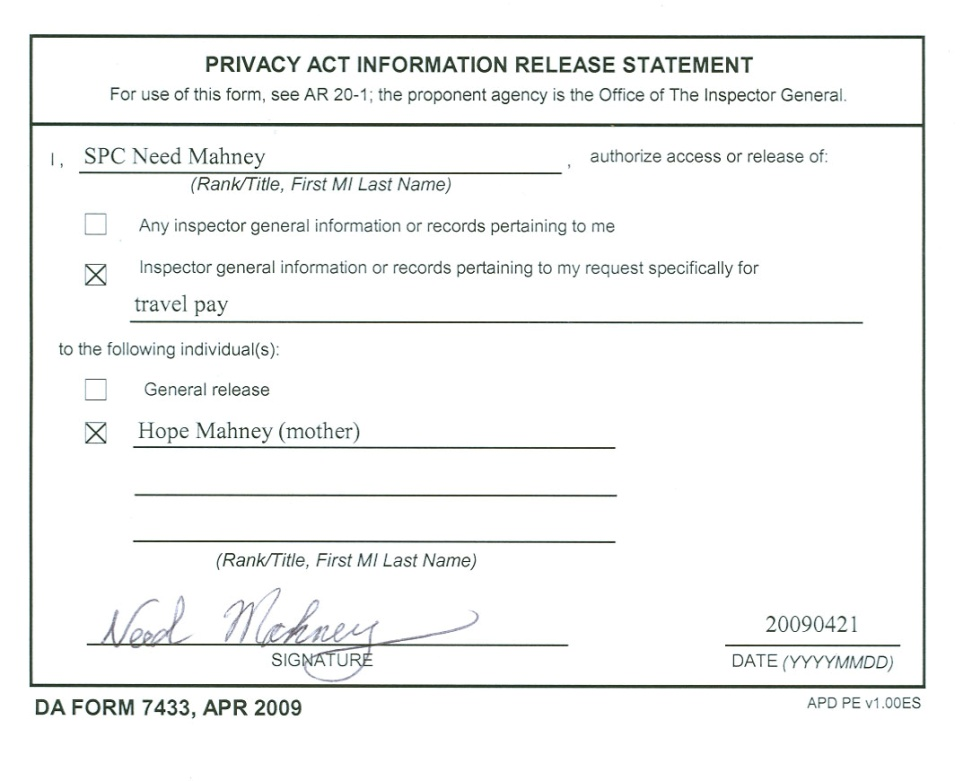 PRIVACY ACT INFORMATION RELEASE STATEMENT
For use of this form, see AR 20-1; the proponent agency is the Office of The Inspector General.
I, SPC Need Mahney, authorize access or release of:
(Rank/Title, First MI Last Name)
Any inspector general information or records pertaining to me
Inspector general information or records pertaining to my request specifically for
travel pay
to the following individual(s):
General release
Hope Mahney (mother)
(Rank/Title, First MI Last Name)
Need Mahney 20090421
SIGNATURE DATE (YYYYMMDD)
DA FORM 7433, APR 2009 APD PE v1.00ES